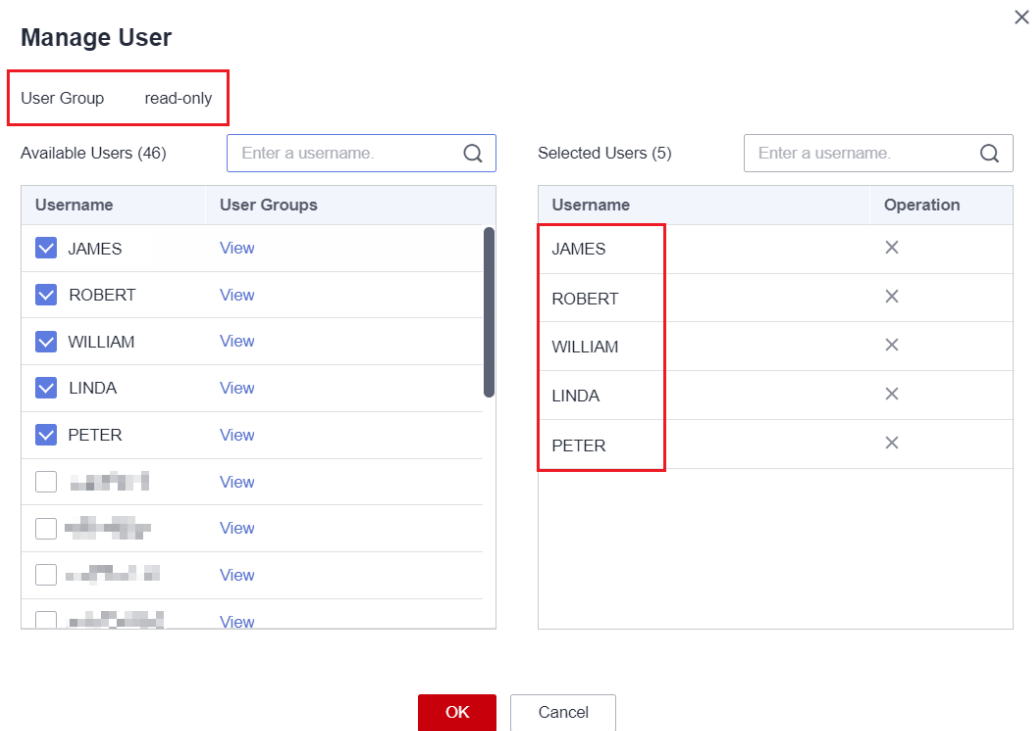 Manage User
User Group read-only
Available Users (46)
Enter a username.
Selected Users (5)
Enter a username.
Username User Groups
JAMES View
ROBERT View
WILLIAM View
LINDA View
PETER View
View
View
View
View
Username Operation
JAMES
ROBERT
WILLIAM
LINDA
PETER
OK
Cancel